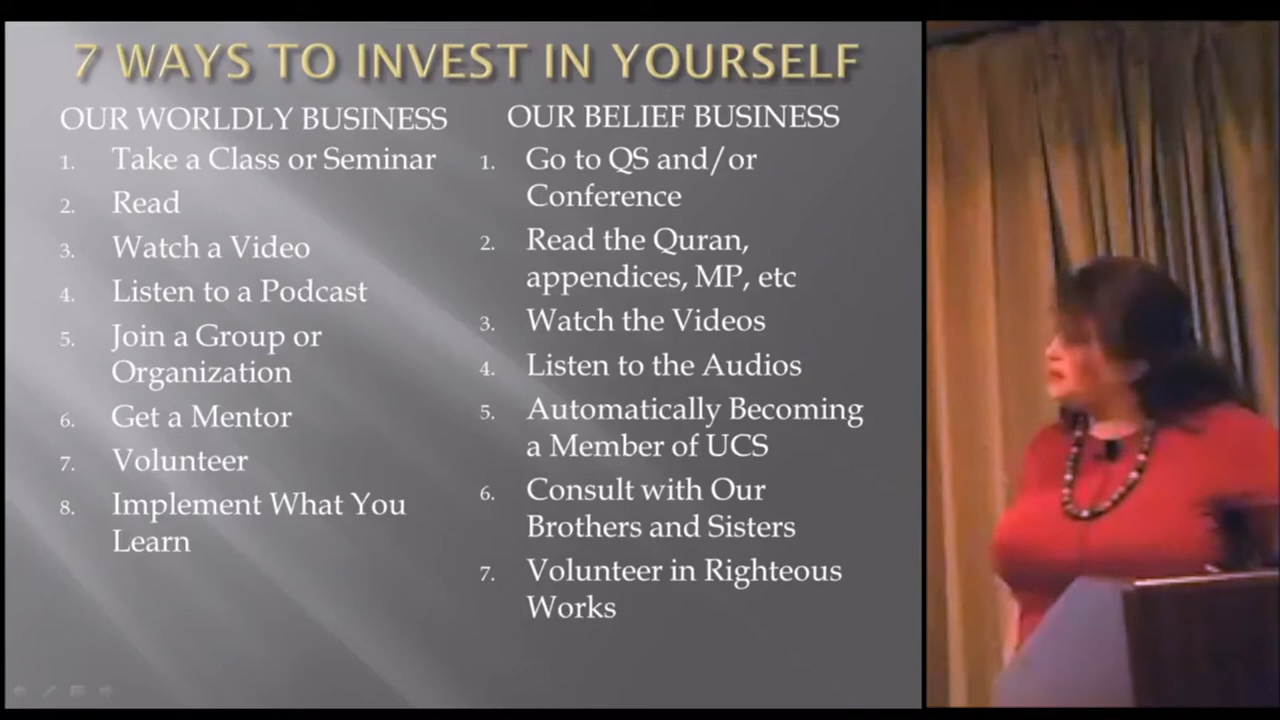 7 WAYS TO INVEST IN YOURSELF
OUR WORLDLY BUSINESS
1. Take a Class or Seminar
2. Read
3. Watch a Video
4. Listen to a Podcast
5. Join a Group or
Organization
6. Get a Mentor
7. Volunteer
8. Implement What You
Learn
OUR BELIEF BUSINESS
1. Go to QS and/or
Conference
2. Read the Quran,
appendices, MP, etc
3. Watch the Videos
4. Listen to the Audios
5. Automatically Becoming
a Member of UCS
6. Consult with Our
Brothers and Sisters
7. Volunteer in Righteous
Works